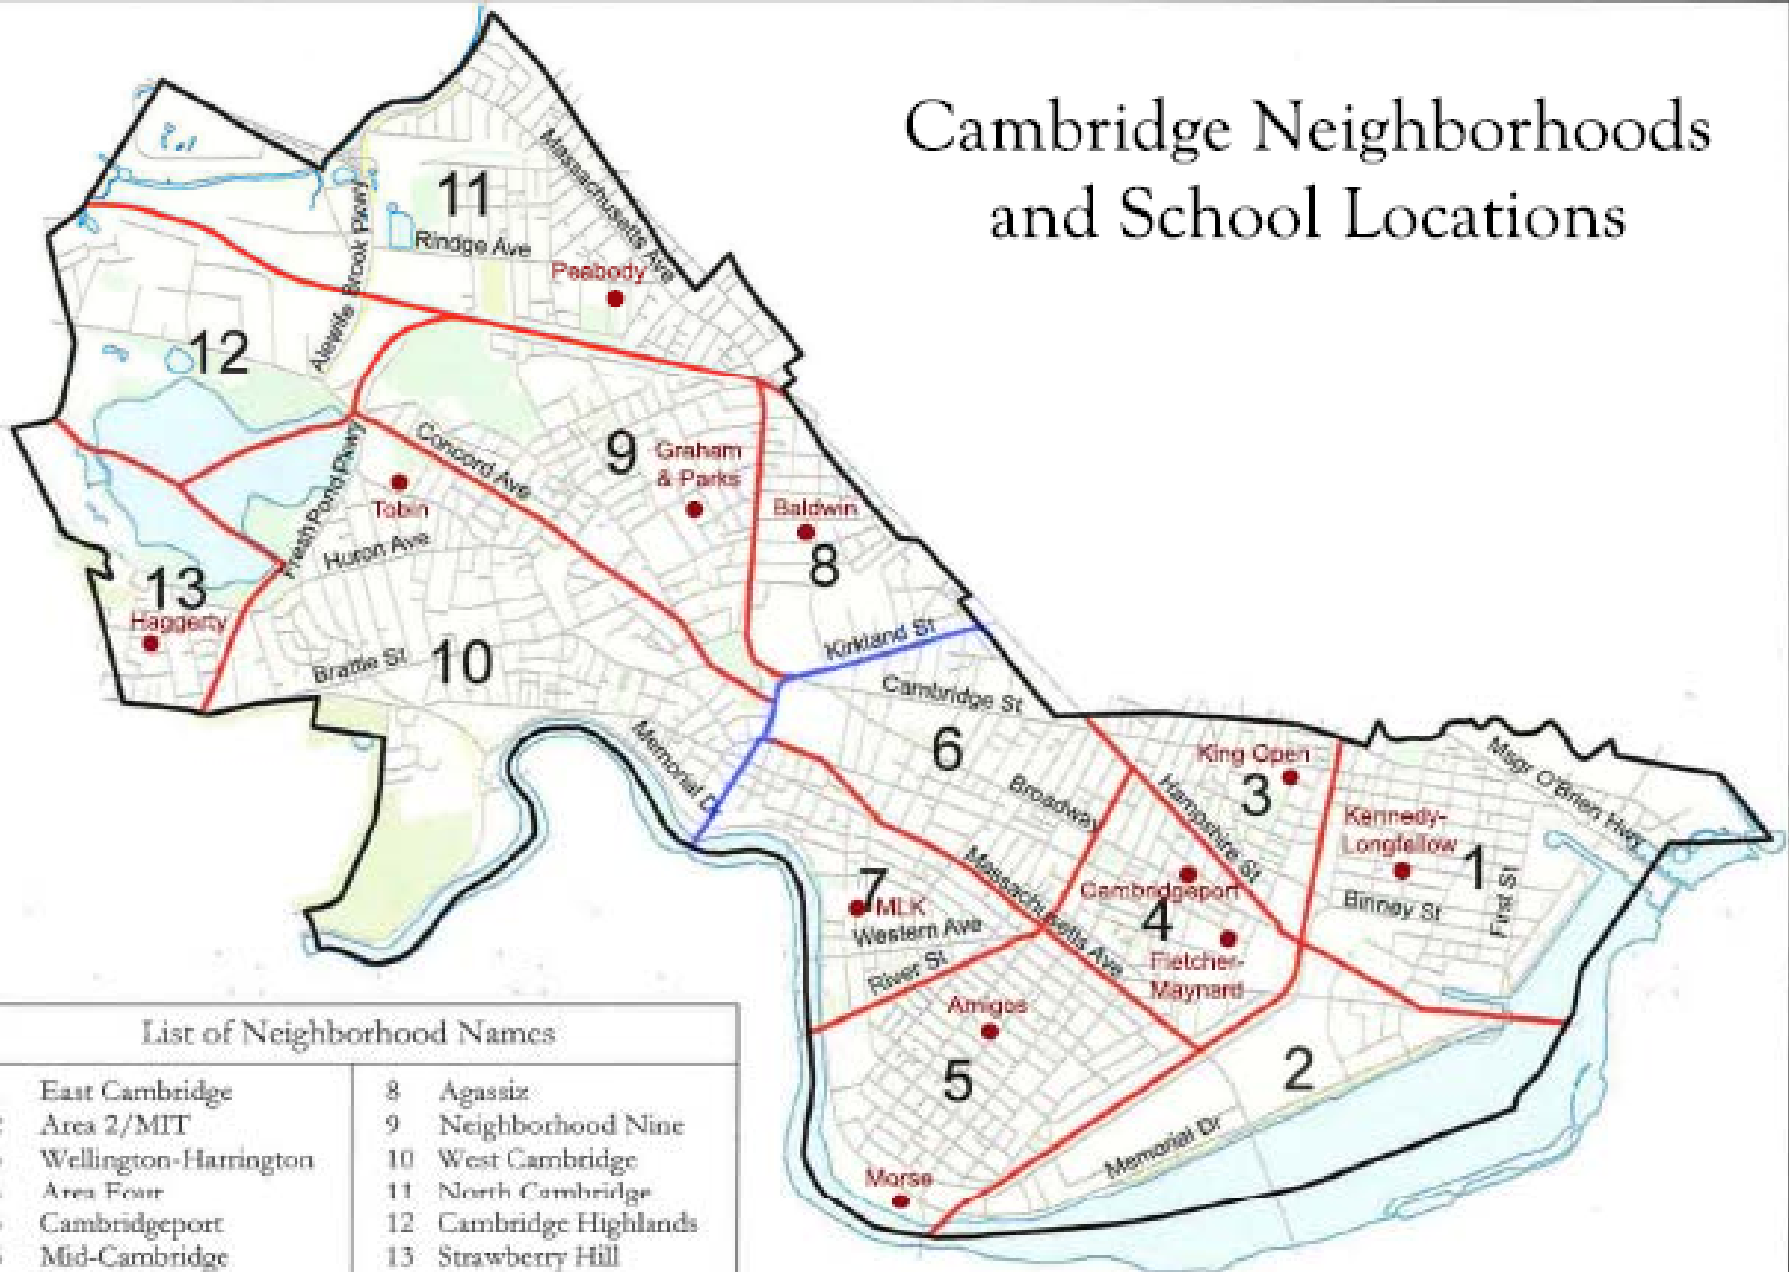 Cambridge Neighborhoods
and School Locations
11
Massachusetts Ave
Rindge Ave
Peabody
Alewife Brook Pkwy
12
9
Graham
& Parks
Concord Ave
Tobin
Fresh Pond Pkwy
Huron Ave
Baldwin
8
13
Haggerty
Brattle St
10
Kirkland St
Cambridge St
Memorial Dr
6
King Open
3
Msgr O'Brien Hwy
Broadway
Hampshire St
Kennedy-
Longfellow
1
First St
Binney St
7
MLK
Western Ave
River St
Massachusetts Ave
Cambridgeport
4
Fletcher-
Maynard
Amigos
5
2
Memorial Dr
Morse
List of Neighborhood Names
East Cambridge
Area 2/MIT
Wellington-Harrington
Area Four
Cambridgeport
Mid-Cambridge
8 Agassiz
9 Neighborhood Nine
10 West Cambridge
11 North Cambridge
12 Cambridge Highlands
13 Strawberry Hill